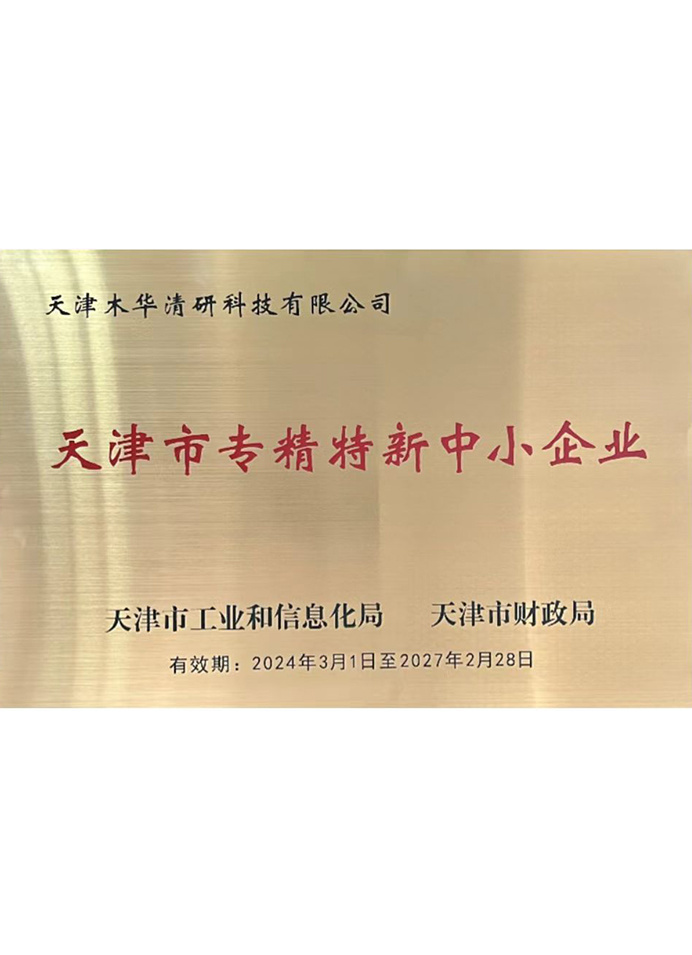 天津木华清研科技有限公司
天津市专精特新中小企业
天津市工业和信息化局 天津市财政局
有效期：2024年3月1日至2027年2月28日